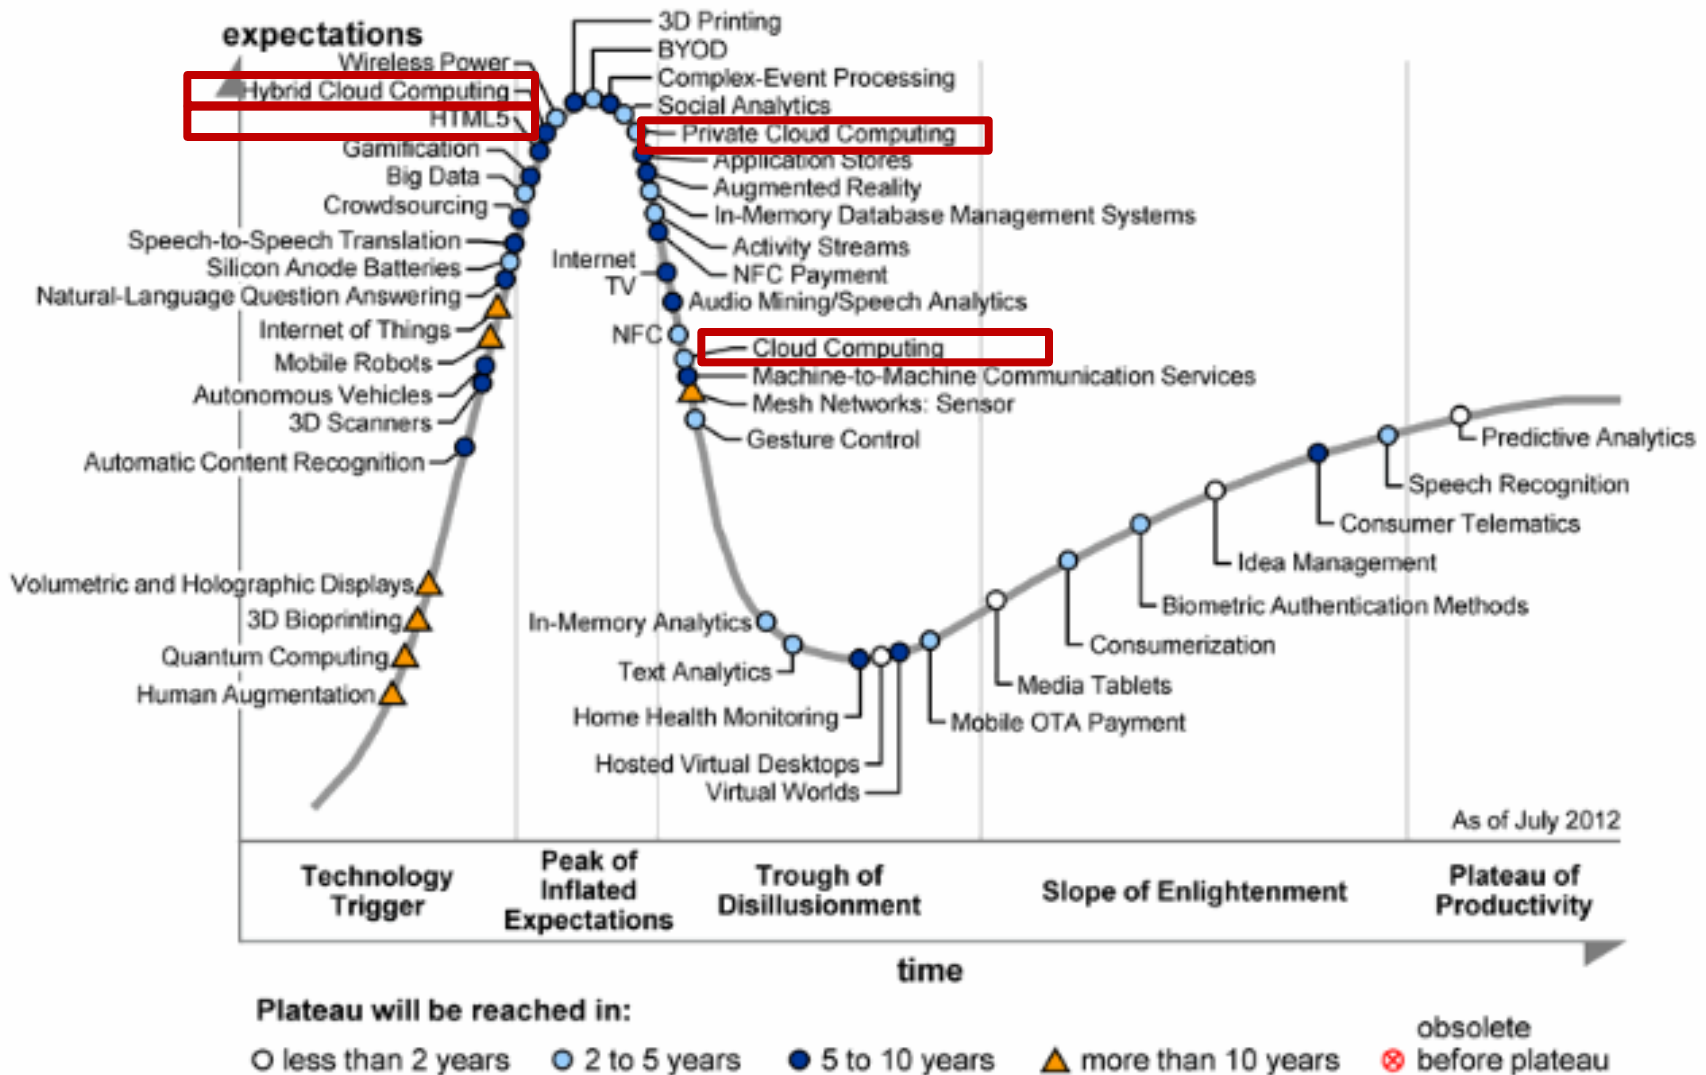 expectations
Wireless Power
Hybrid Cloud Computing
HTML5
Gamification
Big Data
Crowdsourcing
Speech-to-Speech Translation
Silicon Anode Batteries
Natural-Language Question Answering
Internet of Things
Mobile Robots
Autonomous Vehicles
3D Scanners
Automatic Content Recognition
Volumetric and Holographic Displays
3D Bioprinting
Quantum Computing
Human Augmentation
3D Printing
BYOD
Complex-Event Processing
Social Analytics
Private Cloud Computing
Application Stores
Augmented Reality
In-Memory Database Management Systems
Activity Streams
NFC Payment
Internet
TV
Audio Mining/Speech Analytics
NFC
Cloud Computing
Machine-to-Machine Communication Services
Mesh Networks: Sensor
Gesture Control
In-Memory Analytics
Text Analytics
Home Health Monitoring
Hosted Virtual Desktops
Virtual Worlds
Mobile OTA Payment
Media Tablets
Consumerization
Biometric Authentication Methods
Idea Management
Consumer Telematics
Speech Recognition
Predictive Analytics
As of July 2012
Technology
Trigger
Peak of
Inflated
Expectations
Trough of
Disillusionment
Slope of Enlightenment
Plateau of
Productivity
time
Plateau will be reached in:
less than 2 years
2 to 5 years
5 to 10 years
more than 10 years
obsolete
before plateau